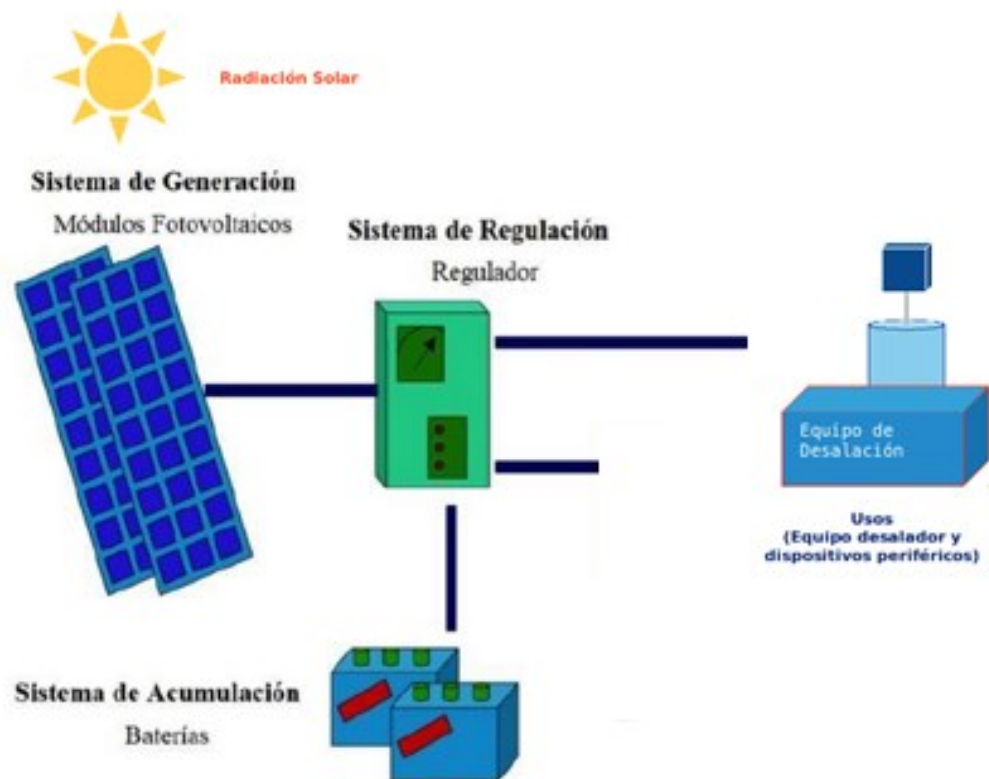 Radiación Solar
Sistema de Generación
Módulos Fotovoltaicos
Sistema de Regulación
Regulador
Equipo de
Desalación
Usos
(Equipo desalador y
dispositivos periféricos)
Sistema de Acumulación
Baterías